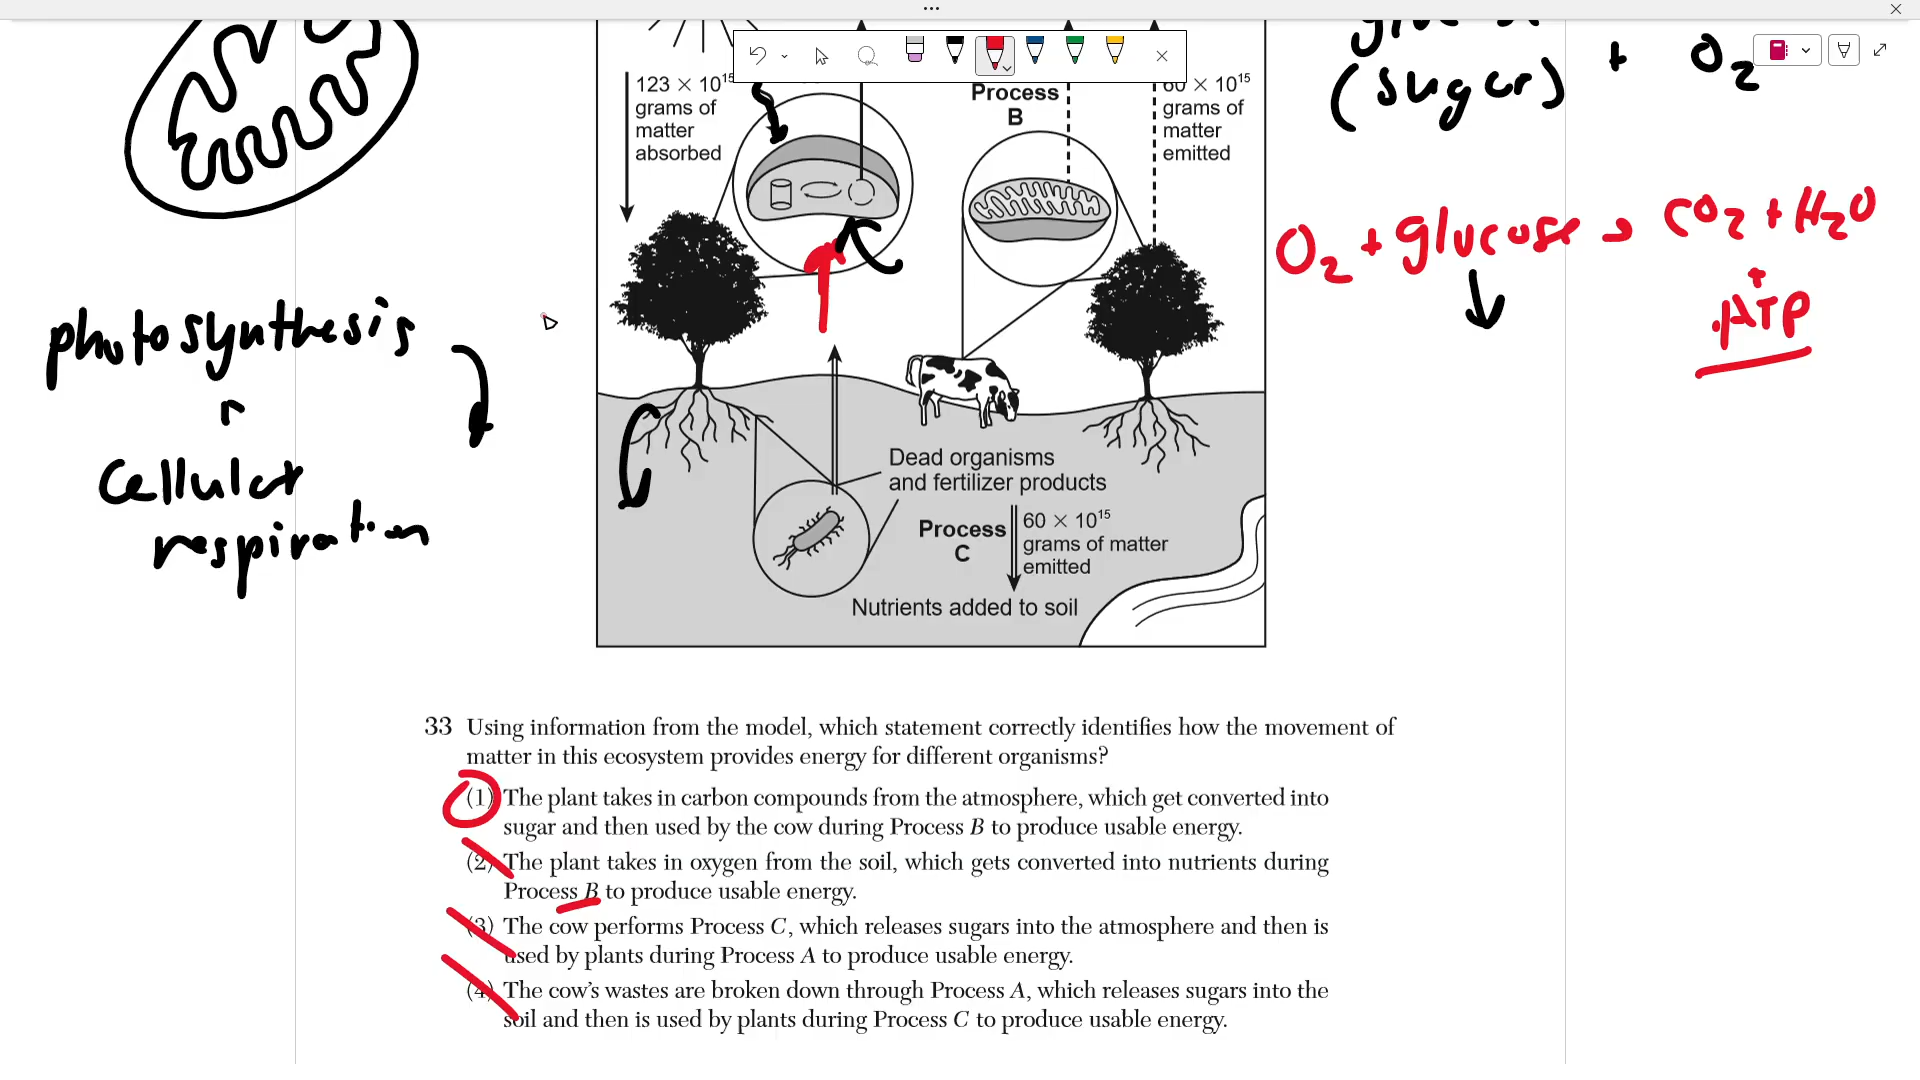 (sugar) + O2
123 × 10^15
grams of
matter
absorbed
Process
B
60 × 10^15
grams of
matter
emitted
O2 + glucose → CO2 + H2O
+
ATP
photosynthesis
Cellular
respiration
Dead organisms
and fertilizer products
Process
C
60 × 10^15
grams of matter
emitted
Nutrients added to soil
33 Using information from the model, which statement correctly identifies how the movement of
matter in this ecosystem provides energy for different organisms?
(1) The plant takes in carbon compounds from the atmosphere, which get converted into
sugar and then used by the cow during Process B to produce usable energy.
(2) The plant takes in oxygen from the soil, which gets converted into nutrients during
Process B to produce usable energy.
(3) The cow performs Process C, which releases sugars into the atmosphere and then is
used by plants during Process A to produce usable energy.
(4) The cow's wastes are broken down through Process A, which releases sugars into the
soil and then is used by plants during Process C to produce usable energy.